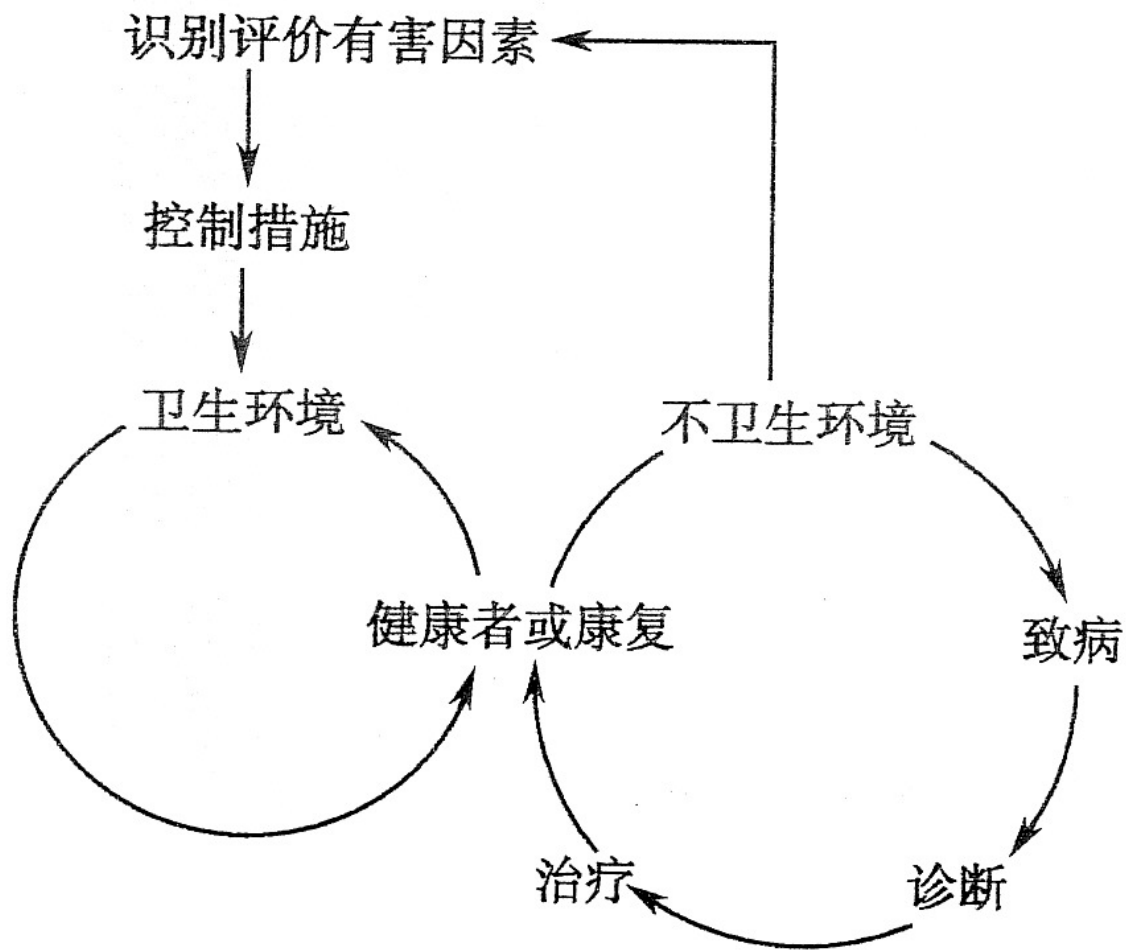 识别评价有害因素
控制措施
卫生环境
不卫生环境
健康者或康复
致病
治疗
诊断